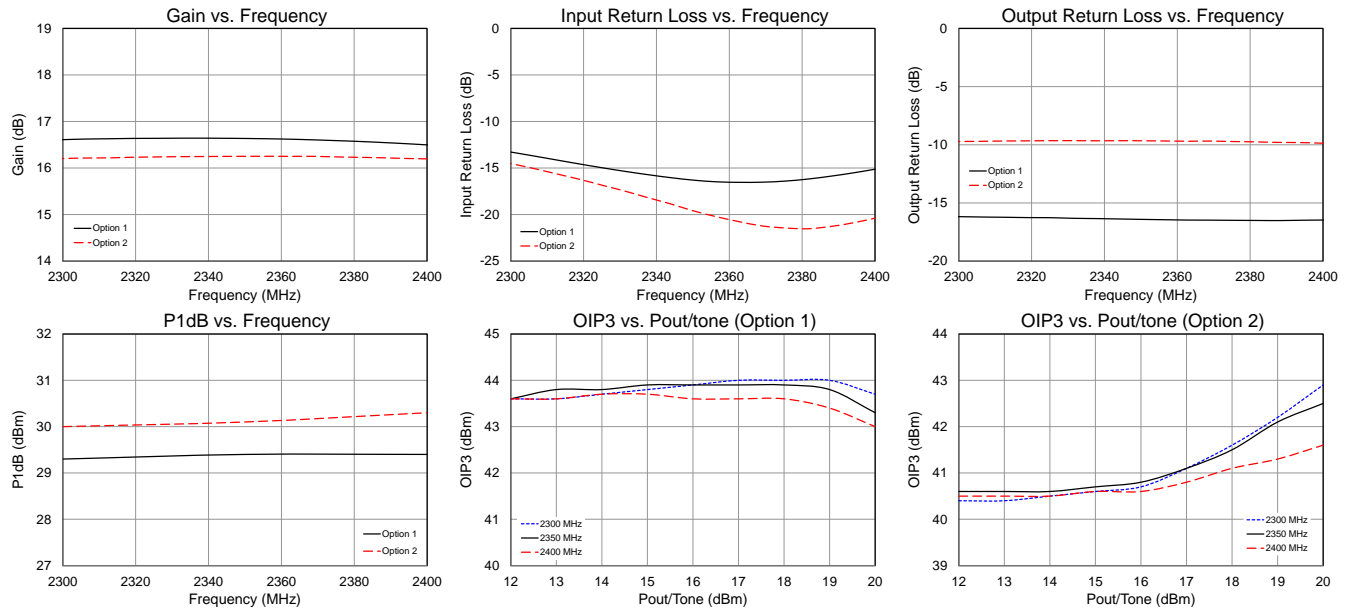 Gain vs. Frequency
19
18
17
16
15
14
Gain (dB)
Option 1
Option 2
2300 2320 2340 2360 2380 2400
Frequency (MHz)
Input Return Loss vs. Frequency
0
-5
-10
-15
-20
-25
Input Return Loss (dB)
Option 1
Option 2
2300 2320 2340 2360 2380 2400
Frequency (MHz)
Output Return Loss vs. Frequency
0
-5
-10
-15
-20
Output Return Loss (dB)
Option 1
Option 2
2300 2320 2340 2360 2380 2400
Frequency (MHz)
P1dB vs. Frequency
32
31
30
29
28
27
P1dB (dBm)
Option 1
Option 2
2300 2320 2340 2360 2380 2400
Frequency (MHz)
OIP3 vs. Pout/tone (Option 1)
45
44
43
42
41
40
OIP3 (dBm)
2300 MHz
2350 MHz
2400 MHz
12 13 14 15 16 17 18 19 20
Pout/Tone (dBm)
OIP3 vs. Pout/tone (Option 2)
44
43
42
41
40
39
OIP3 (dBm)
2300 MHz
2350 MHz
2400 MHz
12 13 14 15 16 17 18 19 20
Pout/Tone (dBm)